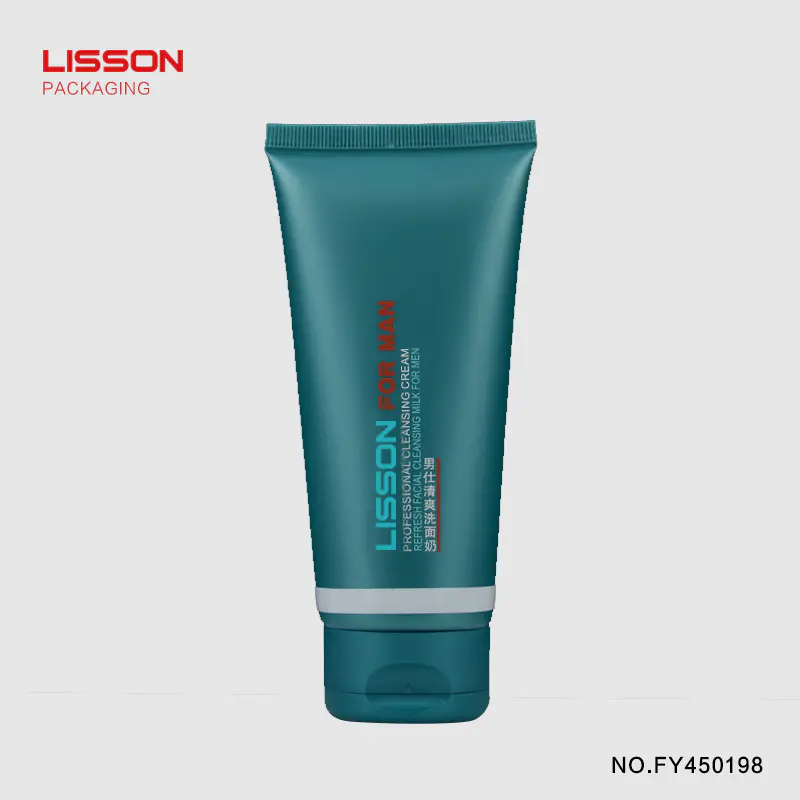 LISSON
PACKAGING
LISSON FOR MAN
PROFESSIONAL CLEANSING CREAM
REFRESH FACIAL CLEANSING MILK FOR MEN
男仕清爽洗面奶
NO.FY450198